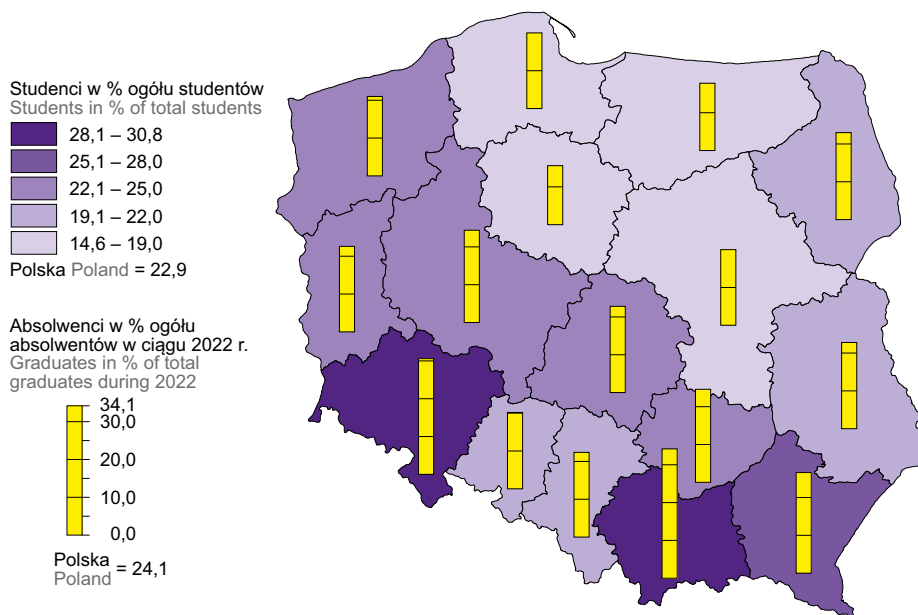 Studenci w % ogółu studentów
Students in % of total students
28,1 – 30,8
25,1 – 28,0
22,1 – 25,0
19,1 – 22,0
14,6 – 19,0
Polska Poland = 22,9
Absolwenci w % ogółu
absolwentów w ciągu 2022 r.
Graduates in % of total
graduates during 2022
34,1
30,0
20,0
10,0
0,0
Polska
Poland = 24,1